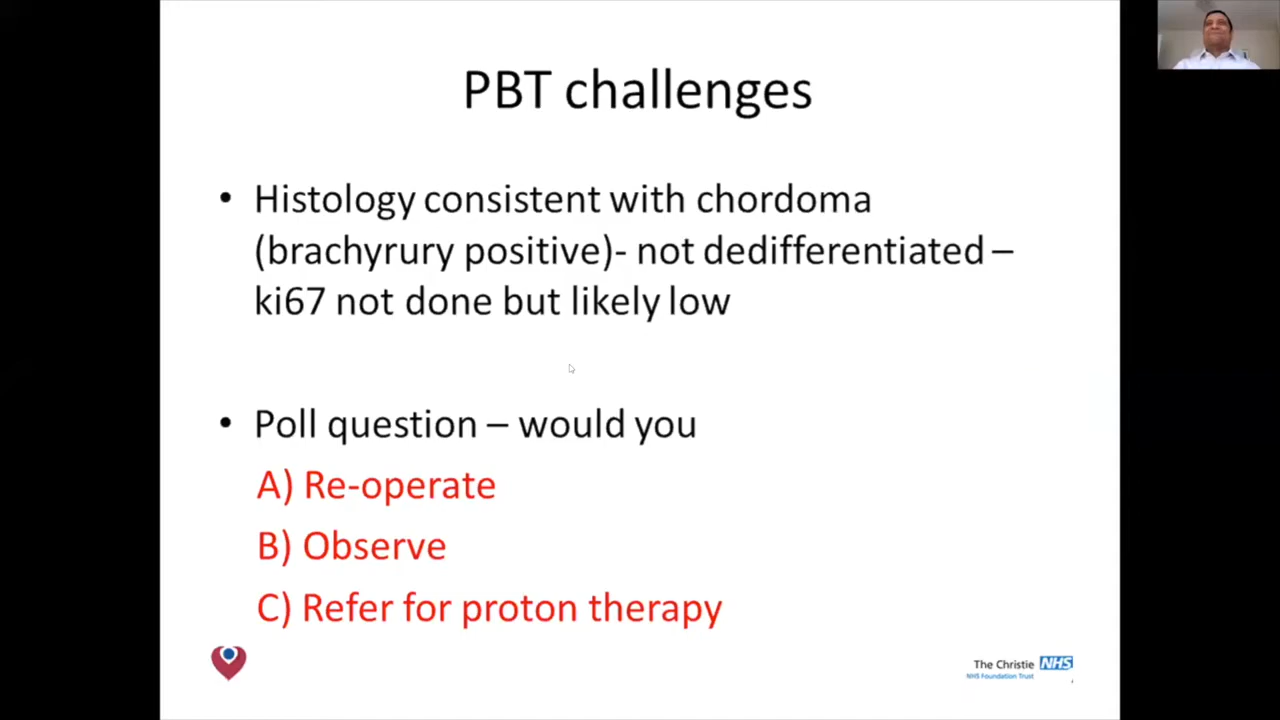 PBT challenges
• Histology consistent with chordoma
(brachyrury positive)- not dedifferentiated –
ki67 not done but likely low
• Poll question – would you
A) Re-operate
B) Observe
C) Refer for proton therapy
The Christie NHS
NHS Foundation Trust